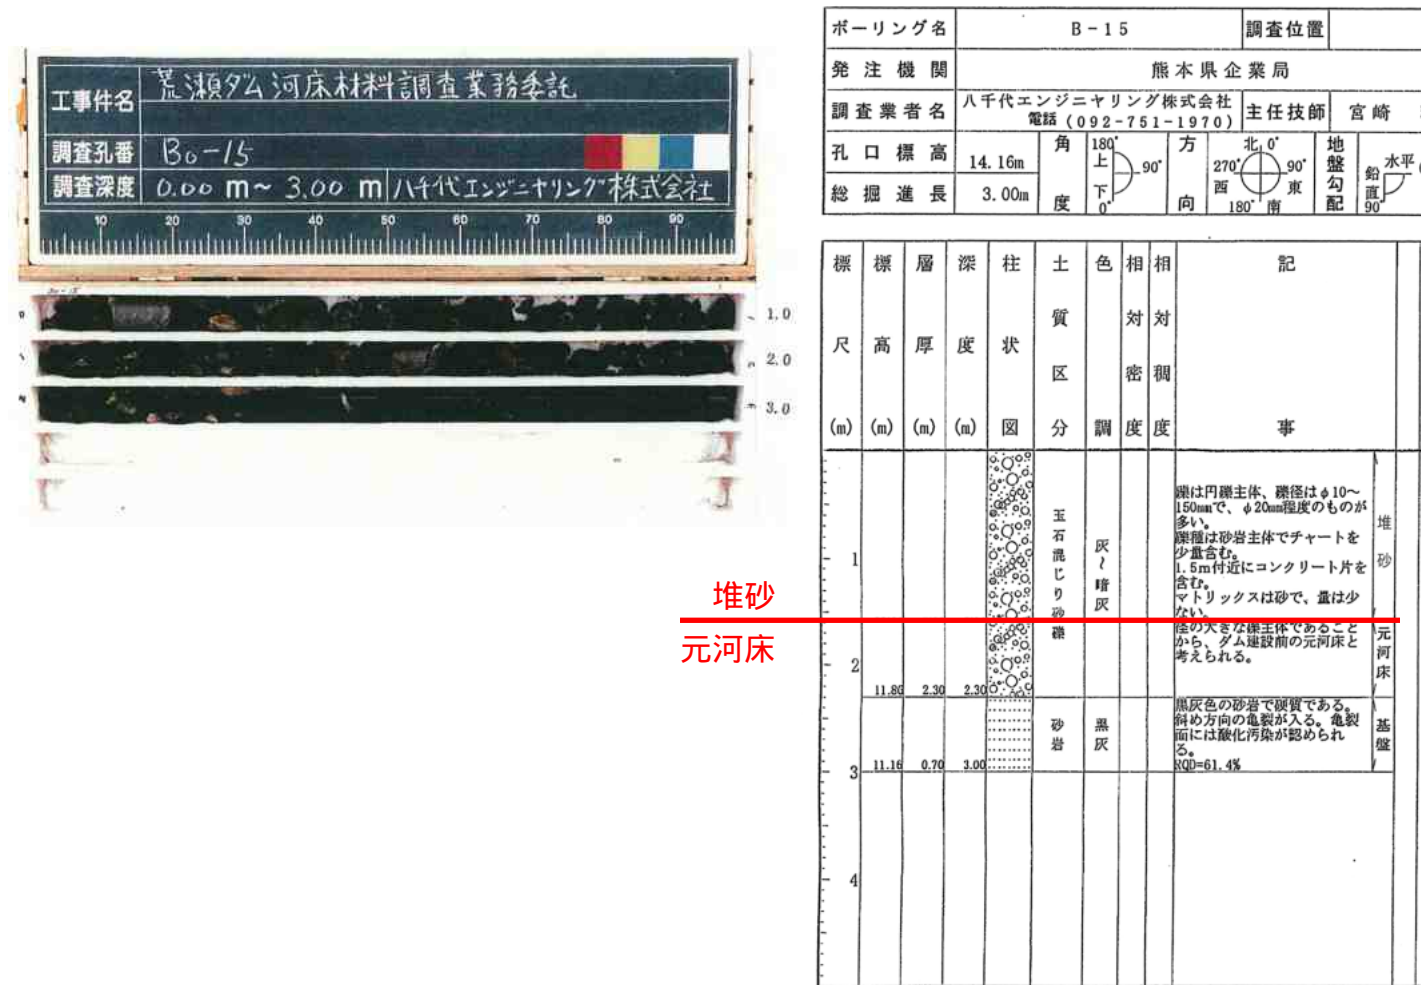 工事件名 荒瀬ダム河床材料調査業務委託
調査孔番 Bo-15
調査深度 0.00 m~ 3.00 m 八千代エンジニヤリング株式会社
10 20 30 40 50 60 70 80 90
Bo-15
1.0
2.0
3.0
堆砂
元河床
ボーリング名 B-15 調査位置
発注機関 熊本県企業局
調査業者名 八千代エンジニヤリング株式会社
電話(092-751-1970) 主任技師 宮崎
孔口標高 14.16m 角度 180° 上 下 0° 90° 方向 北 0° 90° 東 180° 南 270° 西 地盤勾配 鉛直 90° 水平
総掘進長 3.00m
標尺(m) 標高(m) 層厚(m) 深度(m) 柱状図 土質区分 色調 相対密度 相対稠度 記事
1
2
3
4
玉石混じり砂礫
灰~暗灰
礫は円礫主体、礫径はφ10~
150mmで、φ20mm程度のものが
多い。
礫種は砂岩主体でチャートを
少量含む。
1.5m付近にコンクリート片を
含む。
マトリックスは砂で、量は少
ない。
径の大きな礫主体であること
から、ダム建設前の元河床と
考えられる。
堆砂
元河床
11.86 2.30 2.30
砂岩
黒灰
黒灰色の砂岩で硬質である。
斜め方向の亀裂が入る。亀裂
面には酸化汚染が認められ
る。
RQD=61.4%
基盤
11.16 0.70 3.00